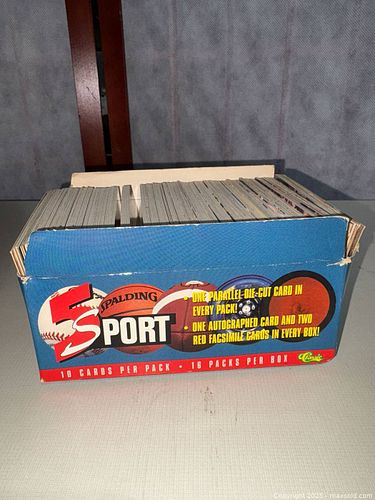 5 SPORT
SPALDING
• ONE PARALLEL DIE-CUT CARD IN
EVERY PACK!
• ONE AUTOGRAPHED CARD AND TWO
RED FACSIMILE CARDS IN EVERY BOX!
Classic
10 CARDS PER PACK • 16 PACKS PER BOX
Copyright 2025 - maxsold.com